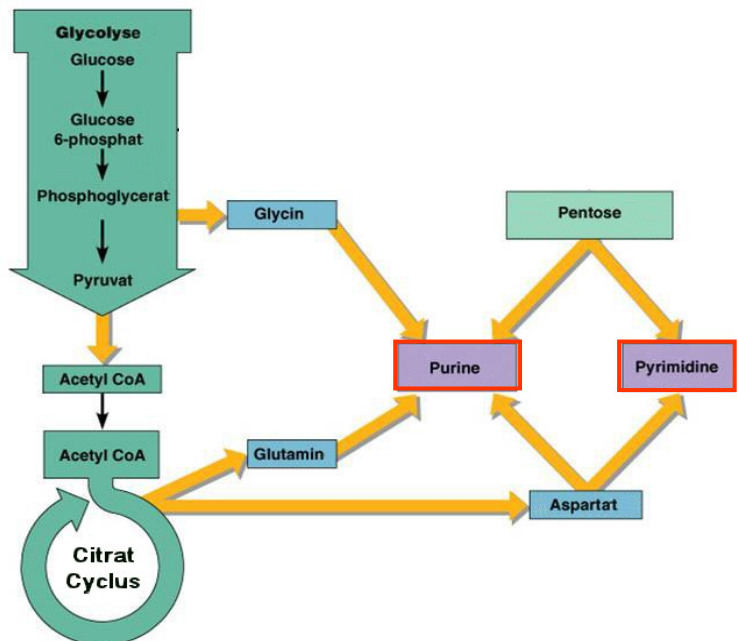 Glycolyse
Glucose
Glucose
6-phosphat
Phosphoglycerat
Glycin
Pentose
Pyruvat
Purine
Pyrimidine
Acetyl CoA
Acetyl CoA
Glutamin
Aspartat
Citrat
Cyclus